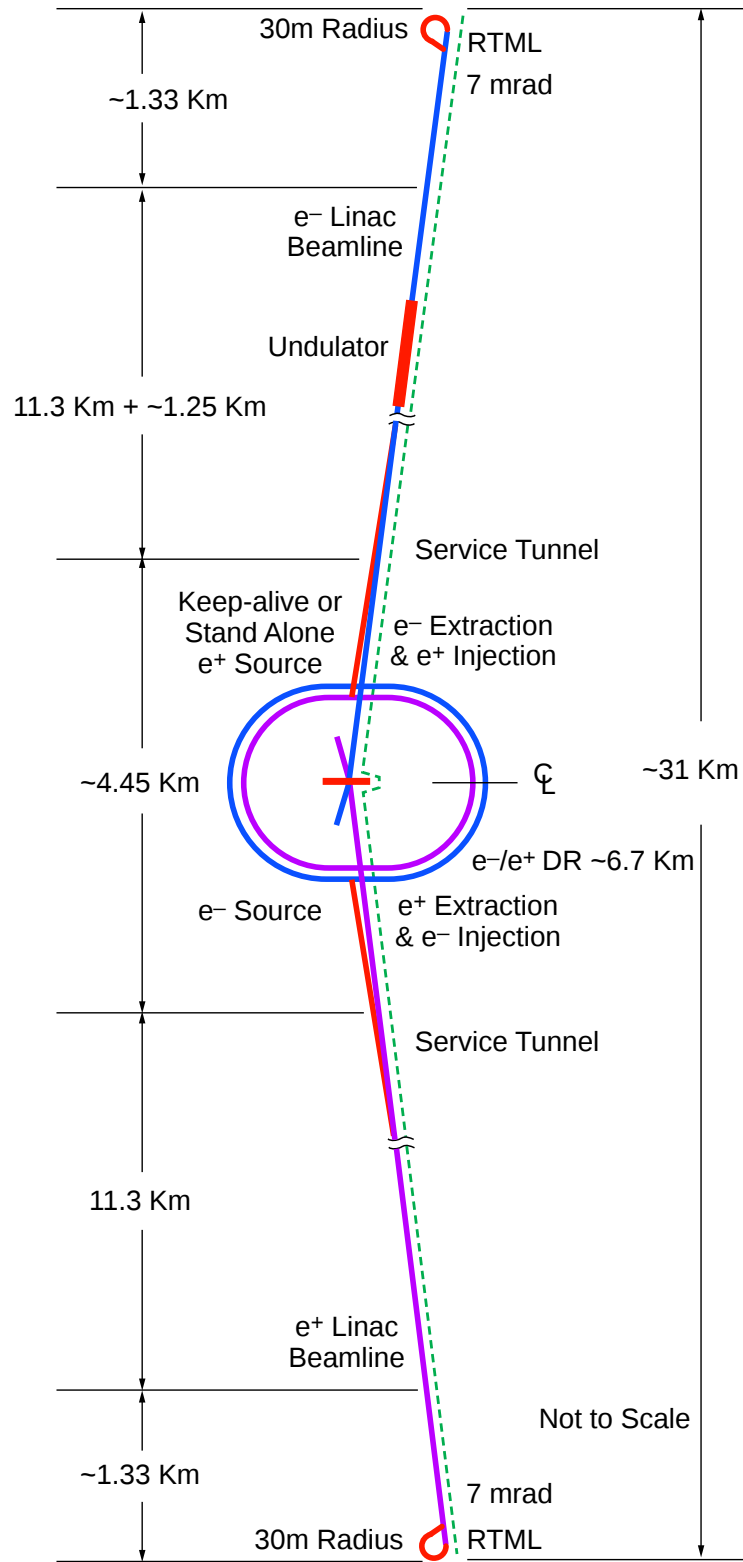 30m Radius
RTML
7 mrad
~1.33 Km
e– Linac
Beamline
Undulator
11.3 Km + ~1.25 Km
Service Tunnel
Keep-alive or
Stand Alone
e+ Source
e– Extraction
& e+ Injection
~4.45 Km
℄
~31 Km
e–/e+ DR ~6.7 Km
e– Source
e+ Extraction
& e– Injection
Service Tunnel
11.3 Km
e+ Linac
Beamline
Not to Scale
~1.33 Km
7 mrad
30m Radius
RTML